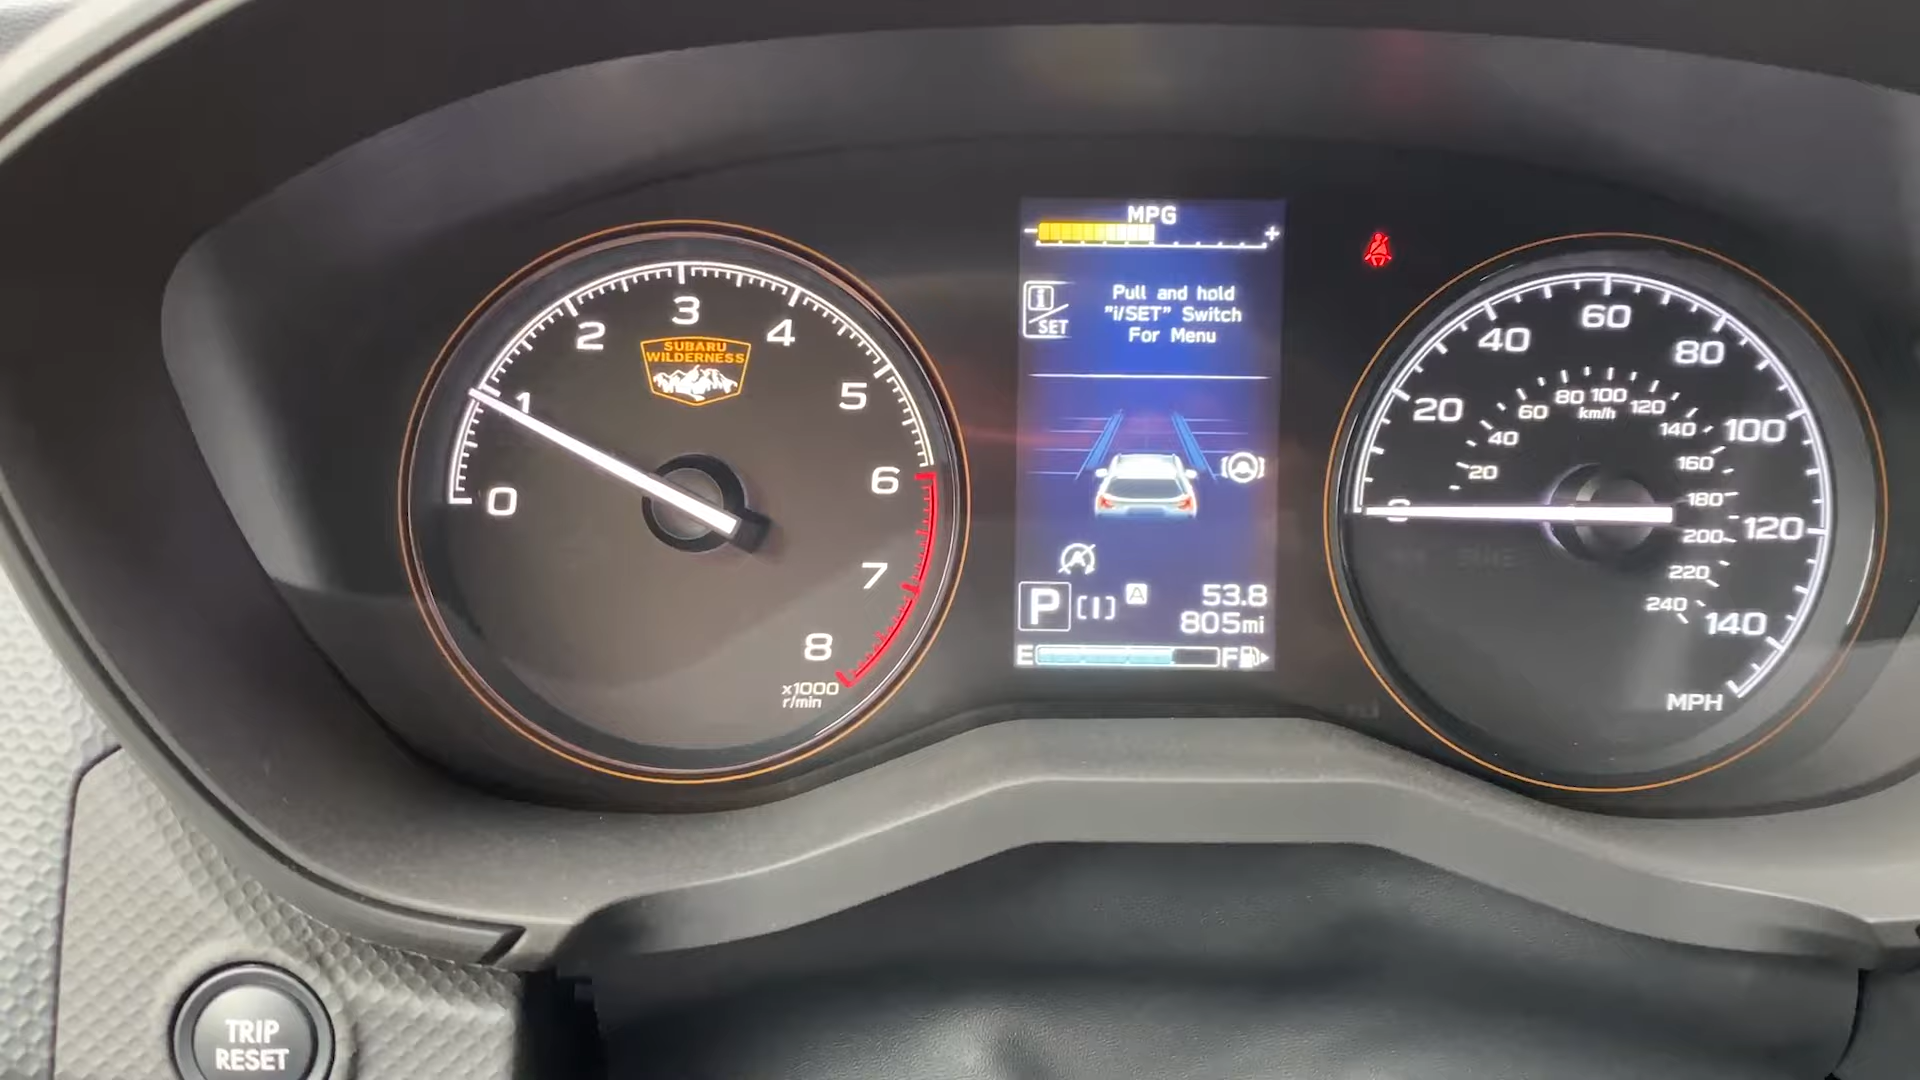 MPG
- +
i
SET
Pull and hold
"i/SET" Switch
For Menu
A
P [I] A 53.8
805mi
E F
0
1
2
3
4
5
6
7
8
x1000
r/min
SUBARU
WILDERNESS
20
40
60
80
100
120
140
MPH
20
40
60
80
100
120
140
160
180
200
220
240
km/h
TRIP
RESET